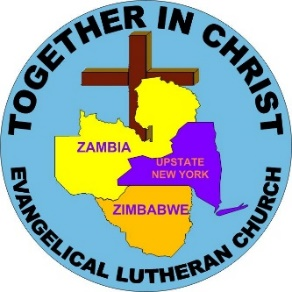 TOGETHER IN CHRIST
ZAMBIA
UPSTATE
NEW YORK
ZIMBABWE
EVANGELICAL LUTHERAN CHURCH